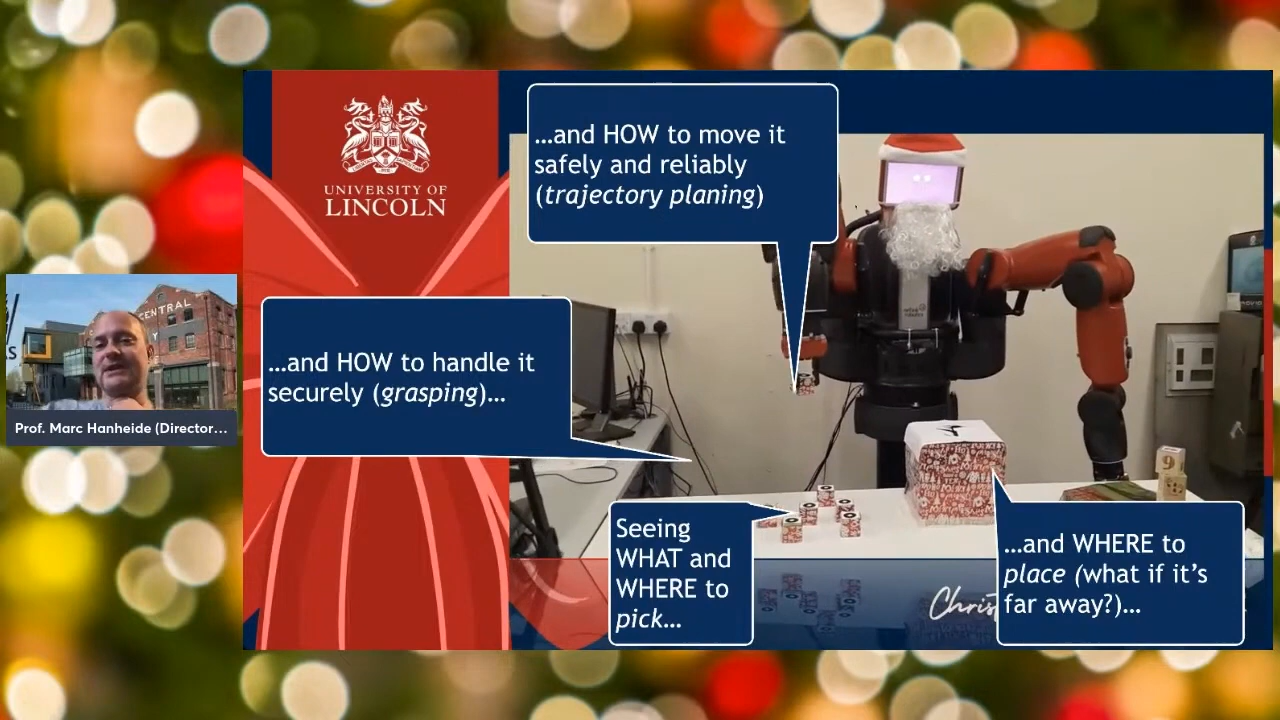 UNIVERSITY OF
LINCOLN
…and HOW to move it
safely and reliably
(trajectory planing)
CENTRAL
…and HOW to handle it
securely (grasping)…
Prof. Marc Hanheide (Director...
Seeing
WHAT and
WHERE to
pick…
…and WHERE to
place (what if it's
far away?)…
Chris
9